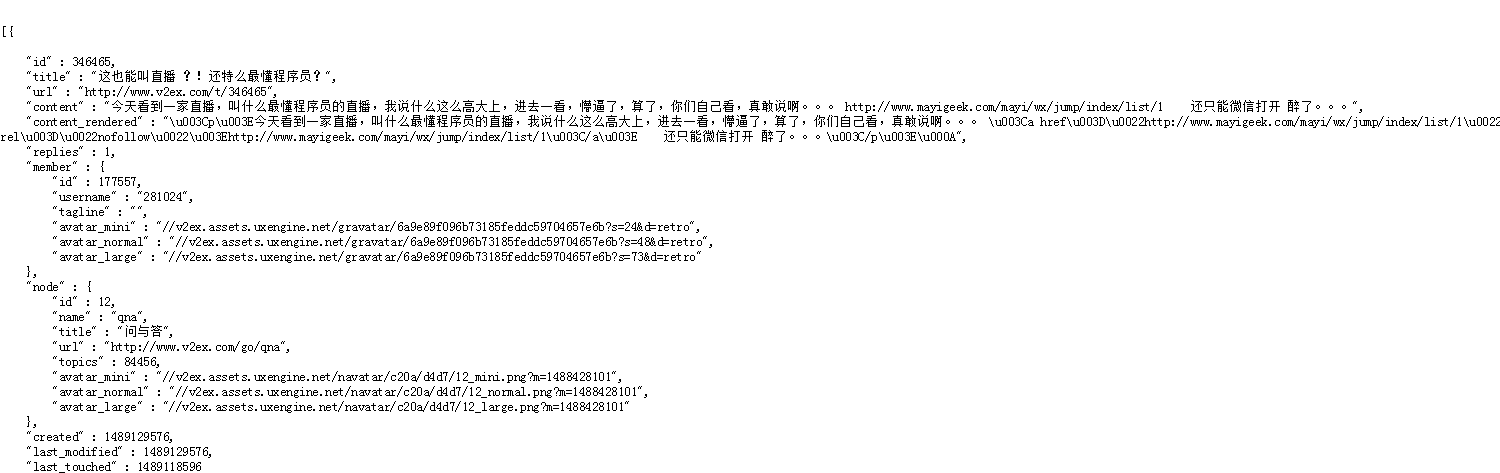 [{
"id" : 346465,
"title" : "这也能叫直播 ？！还特么最懂程序员？",
"url" : "http://www.v2ex.com/t/346465",
"content" : "今天看到一家直播，叫什么最懂程序员的直播，我说什么这么高大上，进去一看，懵逼了，算了，你们自己看，真敢说啊。。。 http://www.mayigeek.com/mayi/wx/jump/index/list/1    还只能微信打开 醉了。。。",
"content_rendered" : "\u003Cp\u003E今天看到一家直播，叫什么最懂程序员的直播，我说什么这么高大上，进去一看，懵逼了，算了，你们自己看，真敢说啊。。。 \u003Ca href\u003D\u0022http://www.mayigeek.com/mayi/wx/jump/index/list/1\u0022
rel\u003D\u0022nofollow\u0022\u003Ehttp://www.mayigeek.com/mayi/wx/jump/index/list/1\u003C/a\u003E    还只能微信打开 醉了。。。\u003C/p\u003E\u000A",
"replies" : 1,
"member" : {
"id" : 177557,
"username" : "281024",
"tagline" : "",
"avatar_mini" : "//v2ex.assets.uxengine.net/gravatar/6a9e89f096b73185feddc59704657e6b?s=24&d=retro",
"avatar_normal" : "//v2ex.assets.uxengine.net/gravatar/6a9e89f096b73185feddc59704657e6b?s=48&d=retro",
"avatar_large" : "//v2ex.assets.uxengine.net/gravatar/6a9e89f096b73185feddc59704657e6b?s=73&d=retro"
},
"node" : {
"id" : 12,
"name" : "qna",
"title" : "问与答",
"url" : "http://www.v2ex.com/go/qna",
"topics" : 84456,
"avatar_mini" : "//v2ex.assets.uxengine.net/navatar/c20a/d4d7/12_mini.png?m=1488428101",
"avatar_normal" : "//v2ex.assets.uxengine.net/navatar/c20a/d4d7/12_normal.png?m=1488428101",
"avatar_large" : "//v2ex.assets.uxengine.net/navatar/c20a/d4d7/12_large.png?m=1488428101"
},
"created" : 1489129576,
"last_modified" : 1489129576,
"last_touched" : 1489118596